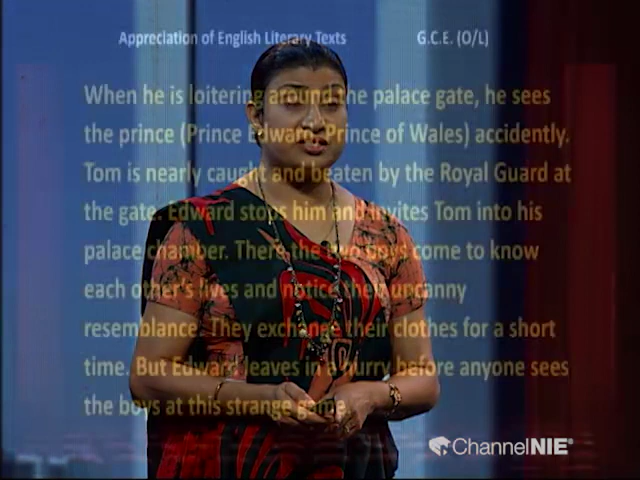 Appreciation of English Literary Texts G.C.E. (O/L)
When he is loitering around the palace gate, he sees
the prince (Prince Edward, Prince of Wales) accidently.
Tom is nearly caught and beaten by the Royal Guard at
the gate. Edward stops him and invites Tom into his
palace chamber. There the two boys come to know
each other's lives and notice their uncanny
resemblance. They exchange their clothes for a short
time. But Edward leaves in a hurry before anyone sees
the boys at this strange game
ChannelNIE